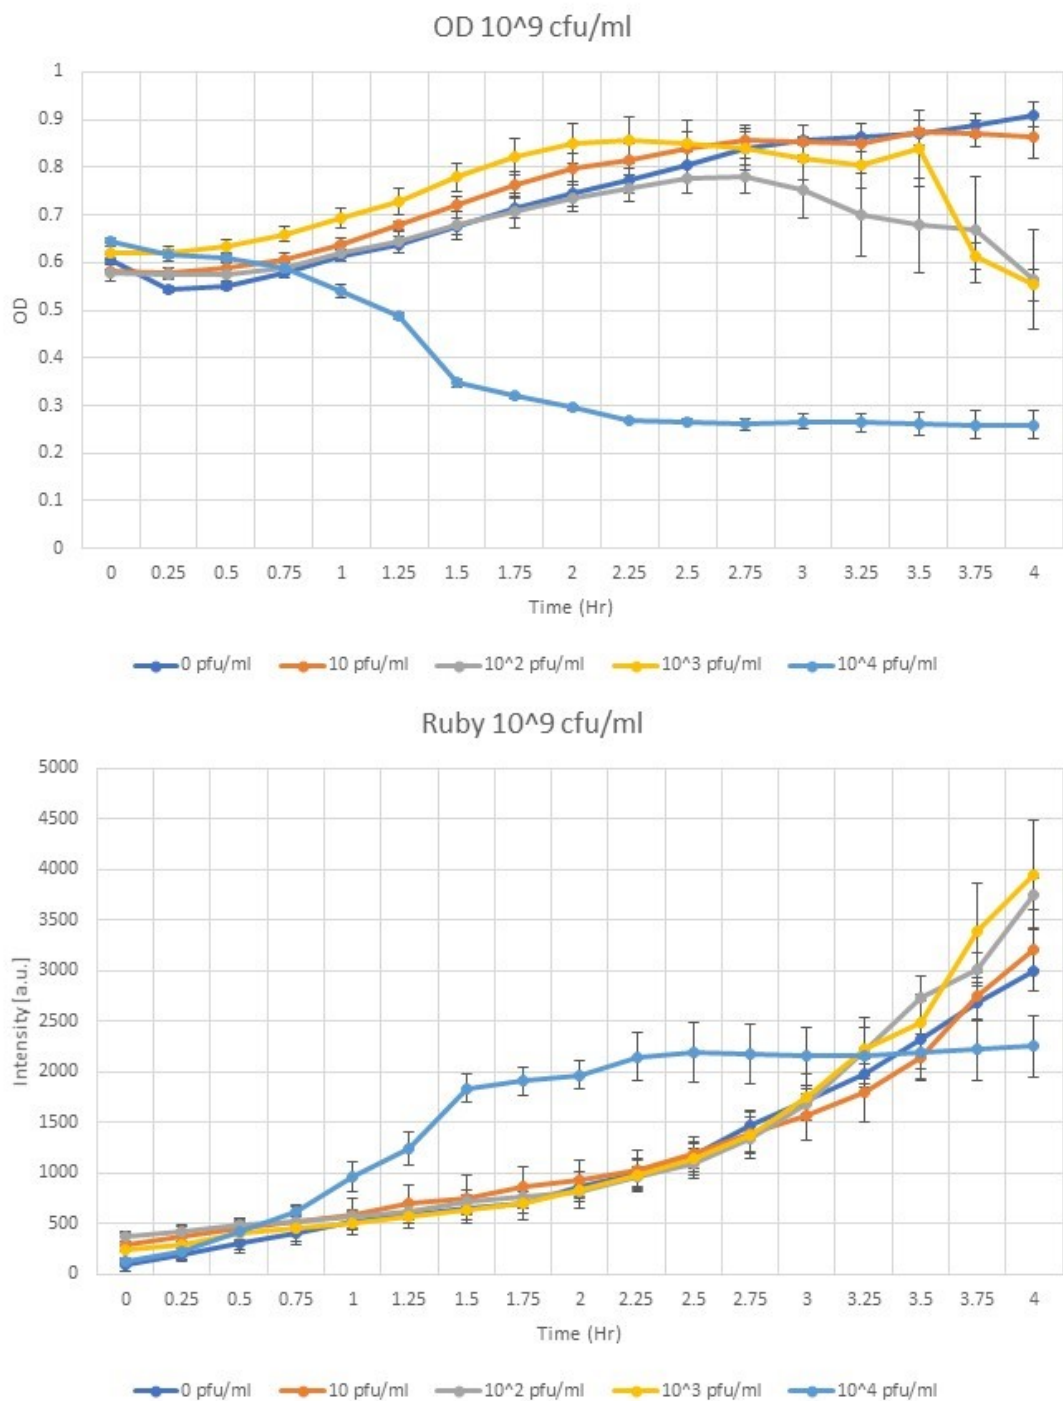 OD 10^9 cfu/ml
1
0.9
0.8
0.7
0.6
0.5
0.4
0.3
0.2
0.1
0
OD
0 0.25 0.5 0.75 1 1.25 1.5 1.75 2 2.25 2.5 2.75 3 3.25 3.5 3.75 4
Time (Hr)
0 pfu/ml 10 pfu/ml 10^2 pfu/ml 10^3 pfu/ml 10^4 pfu/ml
Ruby 10^9 cfu/ml
5000
4500
4000
3500
3000
2500
2000
1500
1000
500
0
Intensity [a.u.]
0 0.25 0.5 0.75 1 1.25 1.5 1.75 2 2.25 2.5 2.75 3 3.25 3.5 3.75 4
Time (Hr)
0 pfu/ml 10 pfu/ml 10^2 pfu/ml 10^3 pfu/ml 10^4 pfu/ml